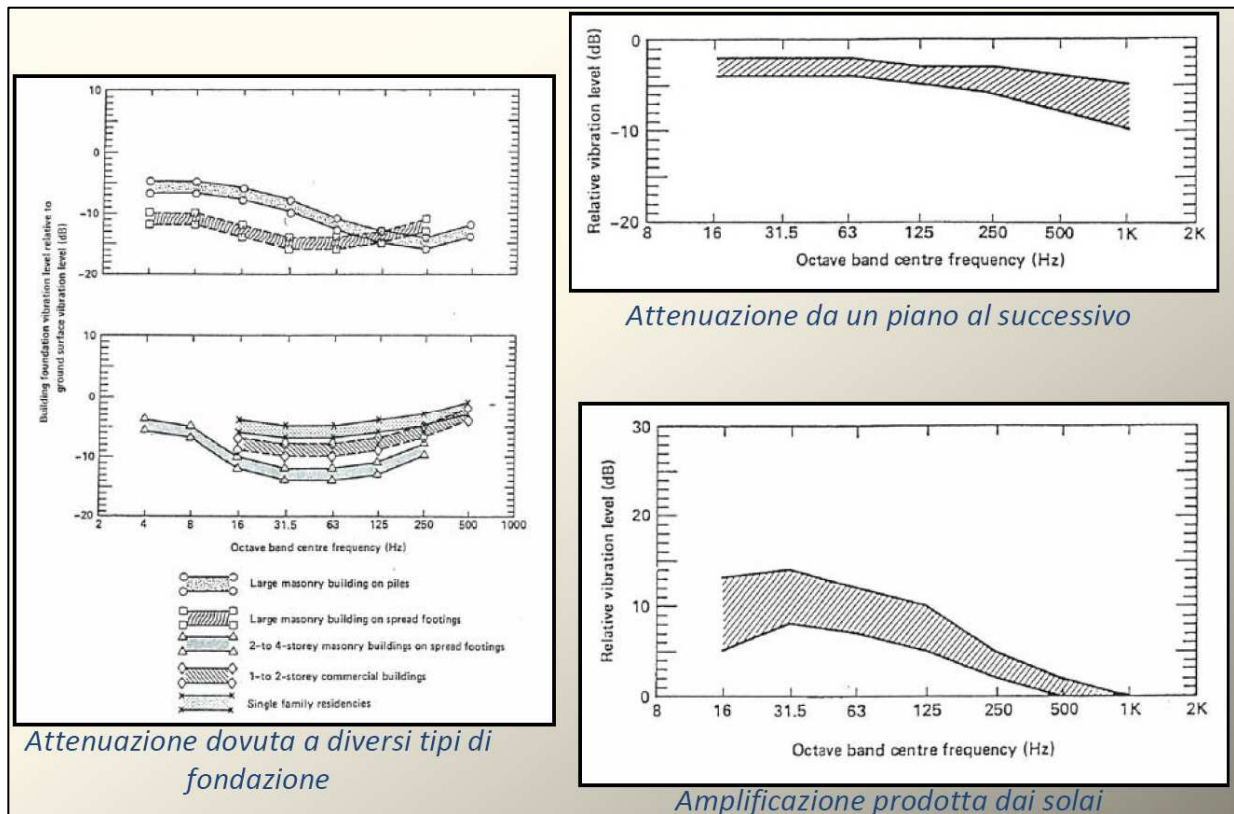 Building foundation vibration level relative to
ground surface vibration level (dB)
10
0
-10
-20
10
0
-10
-20
2 4 8 16 31.5 63 125 250 500 1000
Octave band centre frequency (Hz)
Large masonry building on piles
Large masonry building on spread footings
2-to 4-storey masonry buildings on spread footings
1-to 2-storey commercial buildings
Single family residencies
Attenuazione dovuta a diversi tipi di
fondazione
Relative vibration level (dB)
0
-10
-20
8 16 31.5 63 125 250 500 1K 2K
Octave band centre frequency (Hz)
Attenuazione da un piano al successivo
Relative vibration level (dB)
30
20
10
0
8 16 31.5 63 125 250 500 1K 2K
Octave band centre frequency (Hz)
Amplificazione prodotta dai solai